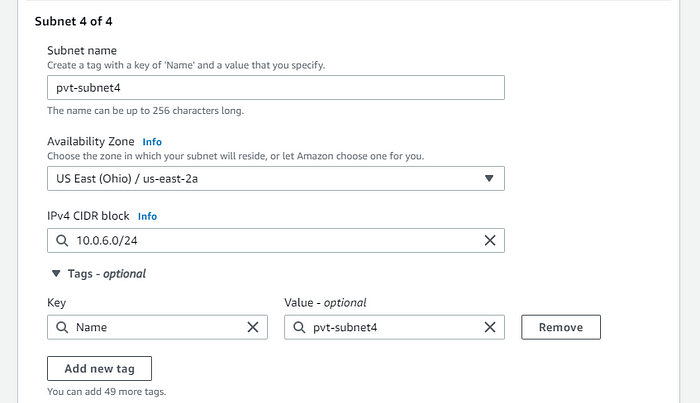 Subnet 4 of 4
Subnet name
Create a tag with a key of 'Name' and a value that you specify.
pvt-subnet4
The name can be up to 256 characters long.
Availability Zone Info
Choose the zone in which your subnet will reside, or let Amazon choose one for you.
US East (Ohio) / us-east-2a
IPv4 CIDR block Info
10.0.6.0/24
Tags - optional
Key Value - optional
Name pvt-subnet4 Remove
Add new tag
You can add 49 more tags.